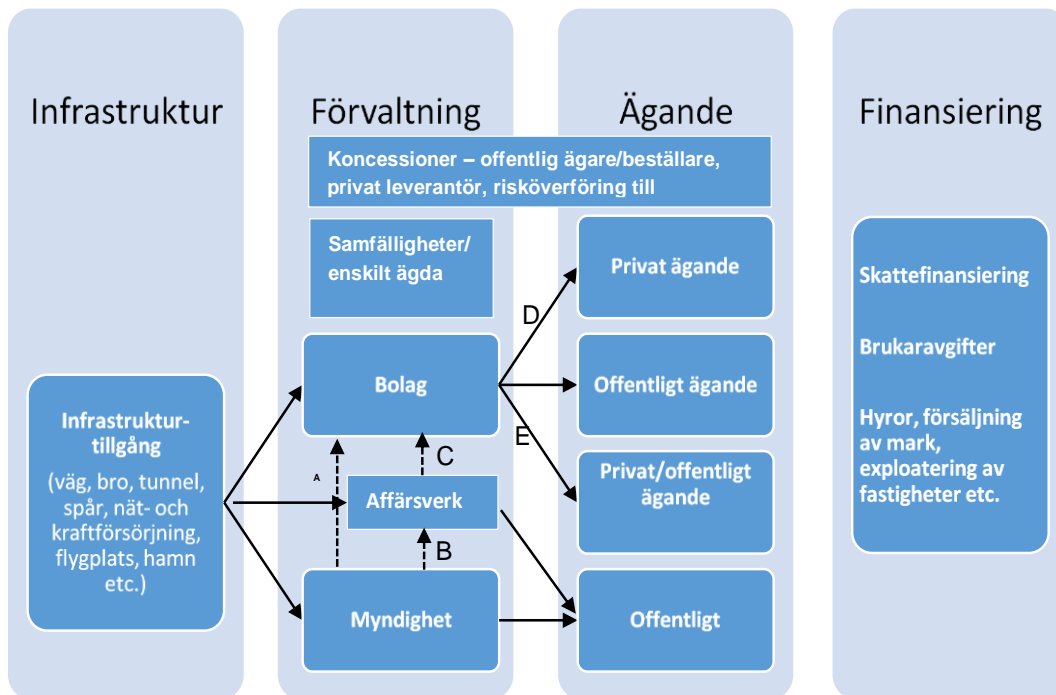 Infrastruktur
Infrastruktur-
tillgång
(väg, bro, tunnel,
spår, nät- och
kraftförsörjning,
flygplats, hamn
etc.)
Förvaltning
Ägande
Koncessioner – offentlig ägare/beställare,
privat leverantör, risköverföring till
Samfälligheter/
enskilt ägda
Bolag
A
C
Affärsverk
B
Myndighet
D
E
Privat ägande
Offentligt ägande
Privat/offentligt
ägande
Offentligt
Finansiering
Skattefinansiering
Brukaravgifter
Hyror, försäljning
av mark,
exploatering av
fastigheter etc.